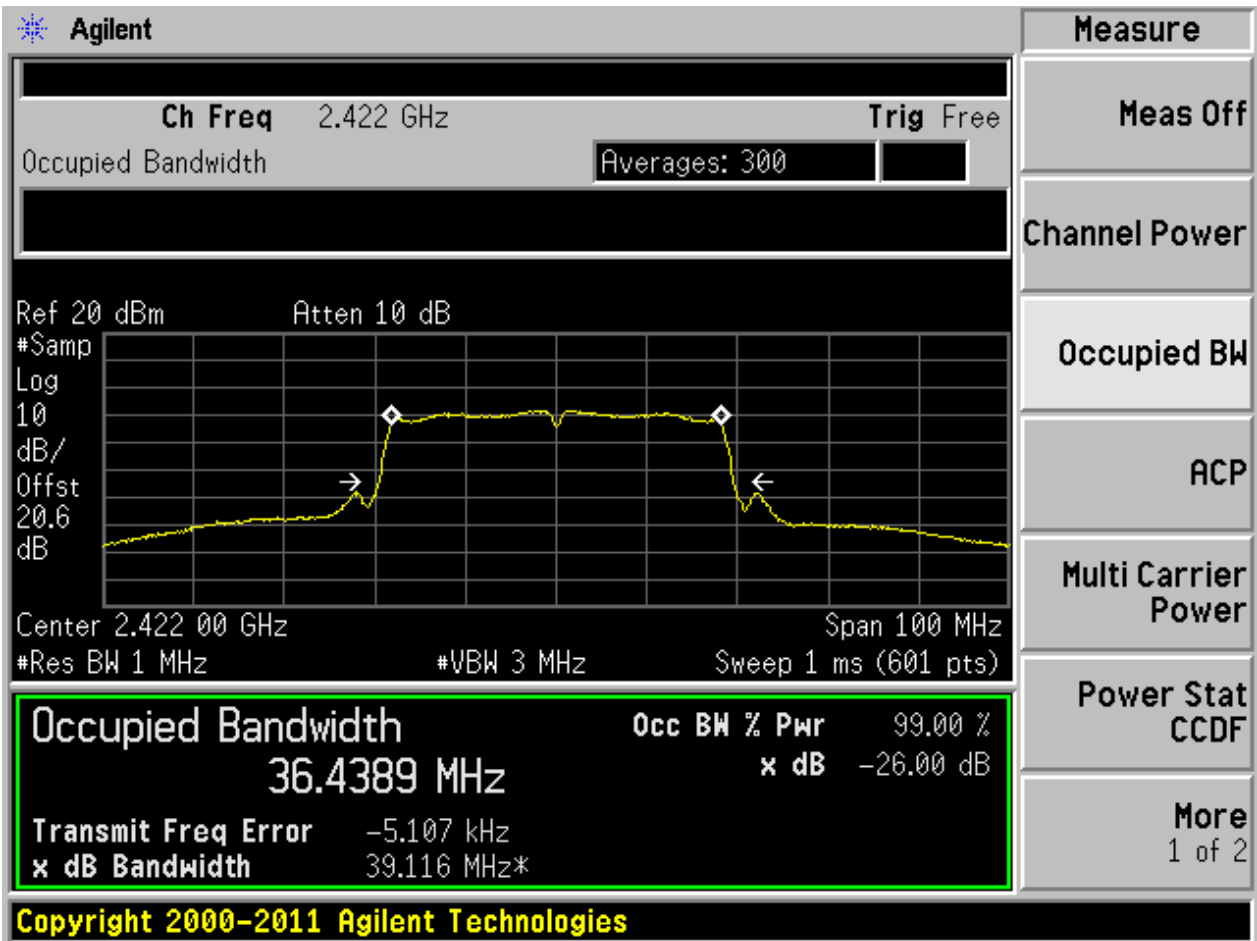 Agilent
Measure
Ch Freq 2.422 GHz Trig Free
Occupied Bandwidth Averages: 300
Ref 20 dBm Atten 10 dB
#Samp
Log
10
dB/
Offst
20.6
dB
Center 2.422 00 GHz Span 100 MHz
#Res BW 1 MHz #VBW 3 MHz Sweep 1 ms (601 pts)
Occupied Bandwidth
36.4389 MHz
Occ BW % Pwr 99.00 %
x dB -26.00 dB
Transmit Freq Error -5.107 kHz
x dB Bandwidth 39.116 MHz*
Meas Off
Channel Power
Occupied BW
ACP
Multi Carrier
Power
Power Stat
CCDF
More
1 of 2
Copyright 2000-2011 Agilent Technologies